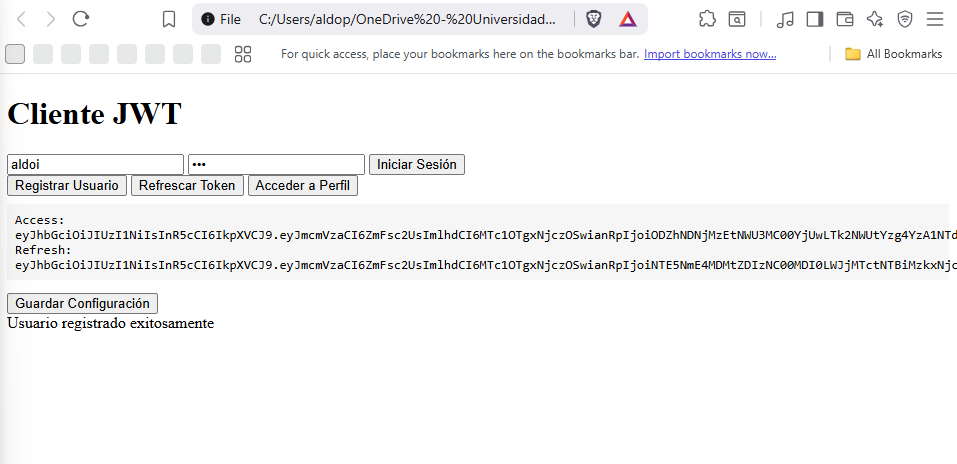 File C:/Users/aldop/OneDrive%20-%20Universidad...
For quick access, place your bookmarks here on the bookmarks bar. Import bookmarks now... All Bookmarks
Cliente JWT
aldoi ••• Iniciar Sesión
Registrar Usuario Refrescar Token Acceder a Perfil
Access:
eyJhbGciOiJIUzI1NiIsInR5cCI6IkpXVCJ9.eyJmcmVzaCI6ZmFsc2UsImlhdCI6MTc1OTgxNjczOSwianRpIjoiODZhNDNjMzEtNWU3MC00YjUwLTk2NWUtYzg4YzA1NTd
Refresh:
eyJhbGciOiJIUzI1NiIsInR5cCI6IkpXVCJ9.eyJmcmVzaCI6ZmFsc2UsImlhdCI6MTc1OTgxNjczOSwianRpIjoiNTE5NmE4MDMtZDIzNC00MDI0LWJjMTctNTBiMzkxNjc
Guardar Configuración
Usuario registrado exitosamente